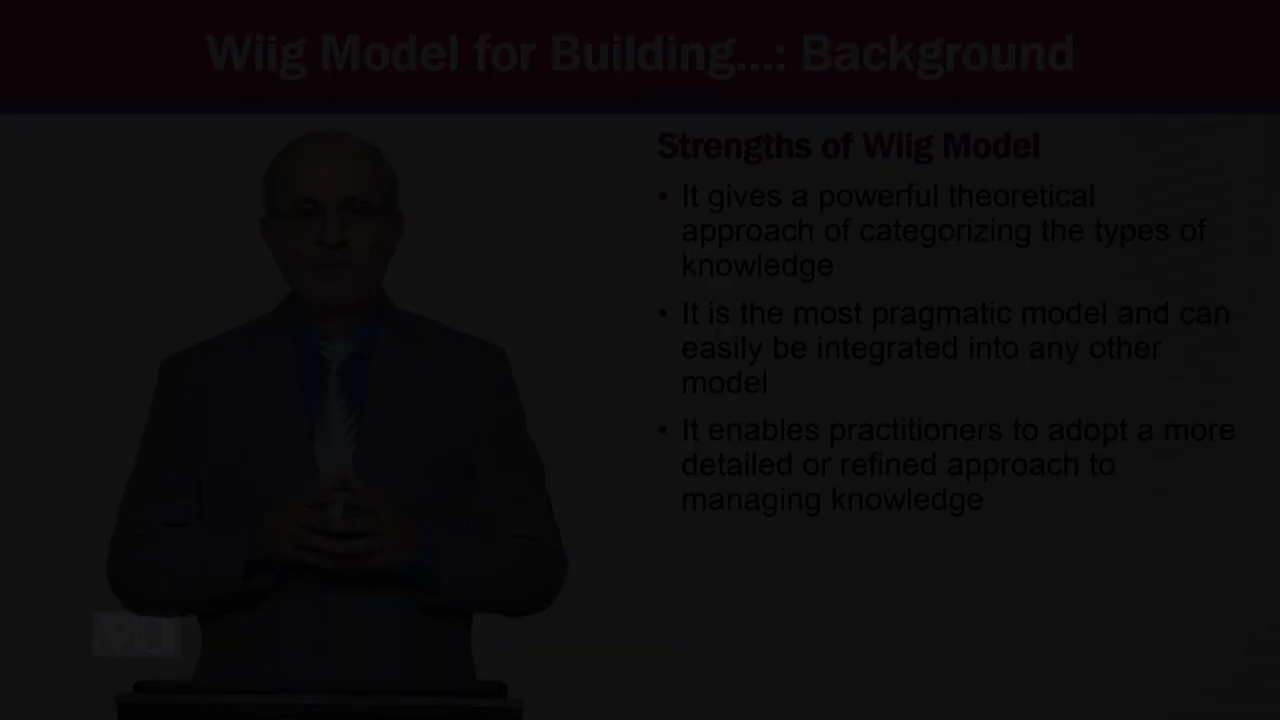 Wiig Model for Building...: Background
Strengths of Wiig Model
• It gives a powerful theoretical
approach of categorizing the types of
knowledge
• It is the most pragmatic model and can
easily be integrated into any other
model
• It enables practitioners to adopt a more
detailed or refined approach to
managing knowledge
VU